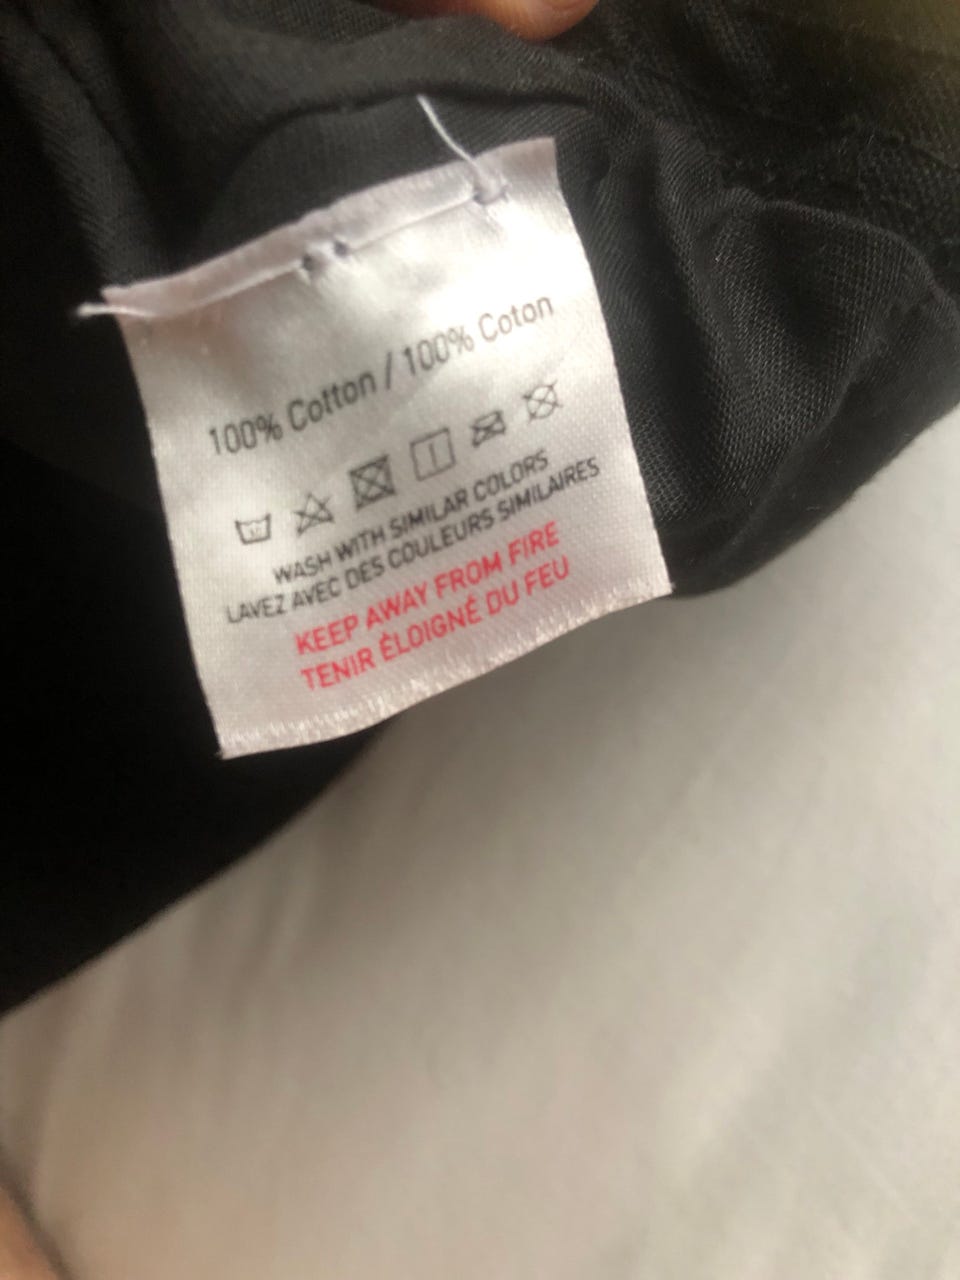 100% Cotton / 100% Coton
WASH WITH SIMILAR COLORS
LAVEZ AVEC DES COULEURS SIMILAIRES
KEEP AWAY FROM FIRE
TENIR ÉLOIGNÉ DU FEU